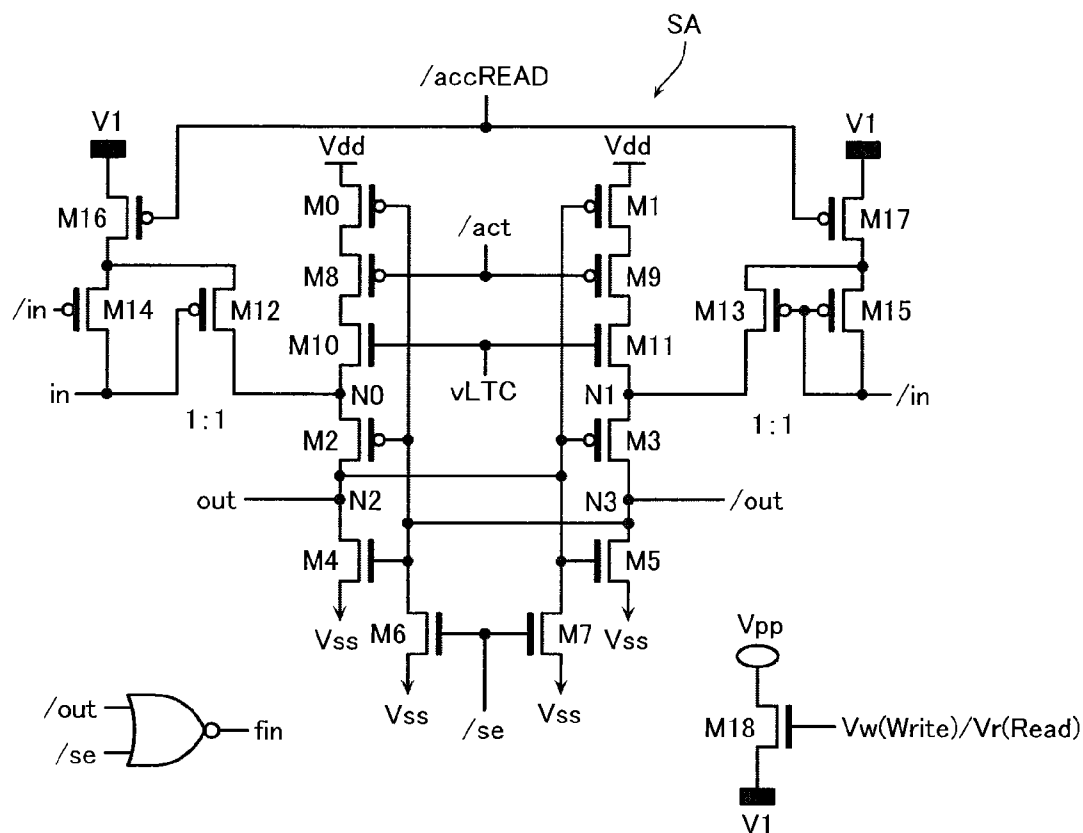 SA
/accREAD
V1
V1
Vdd
Vdd
M16
M0
M1
M17
/act
M8
M9
/in
M14
M12
M13
M15
M10
M11
in
N0
vLTC
N1
/in
1:1
1:1
M2
M3
out
N2
N3
/out
M4
M5
Vss
M6
M7
Vss
Vpp
Vss
/se
Vss
/out
/se
fin
M18
Vw(Write)/Vr(Read)
V1